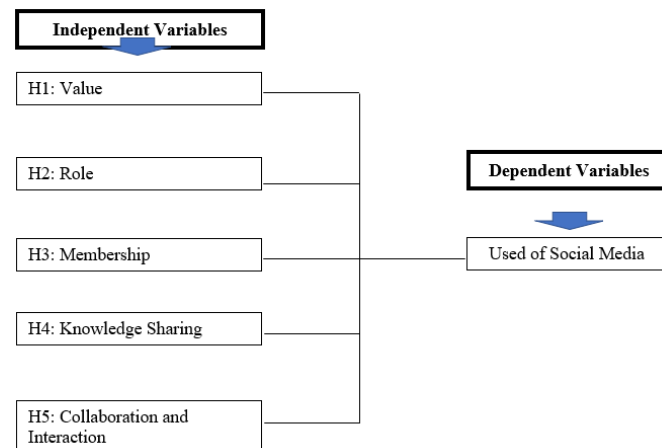 Independent Variables
H1: Value
H2: Role
Dependent Variables
H3: Membership
Used of Social Media
H4: Knowledge Sharing
H5: Collaboration and
Interaction